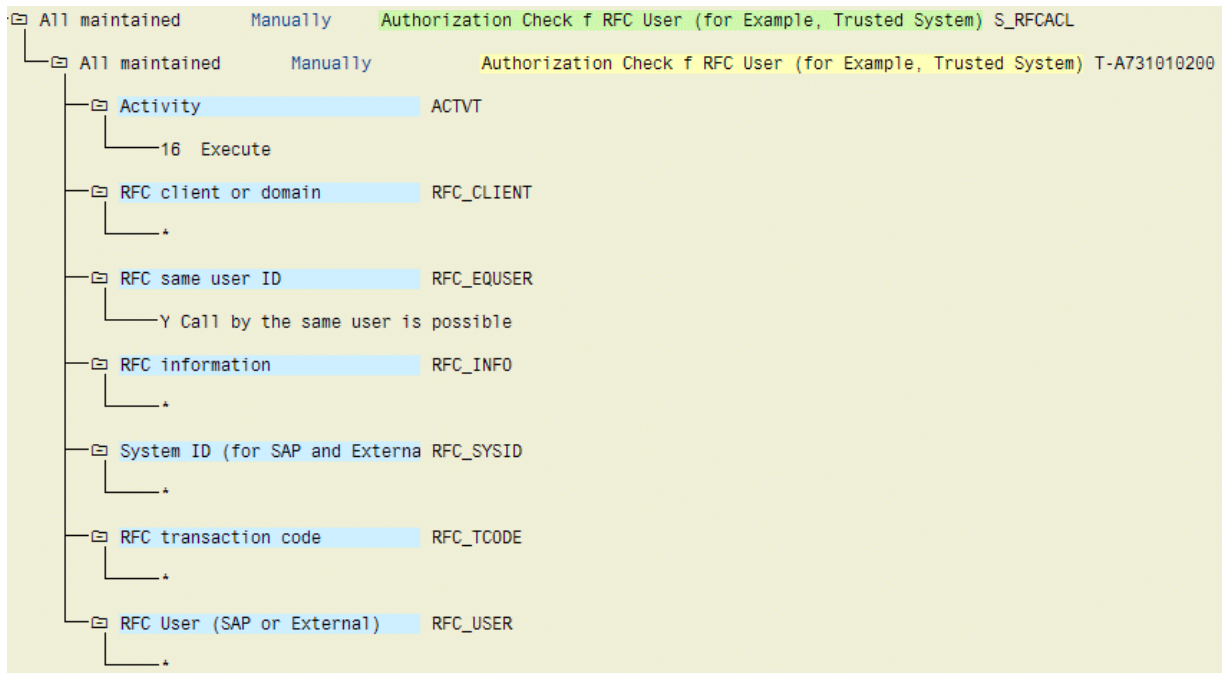 All maintained Manually Authorization Check f RFC User (for Example, Trusted System) S_RFCACL
All maintained Manually Authorization Check f RFC User (for Example, Trusted System) T-A731010200
Activity ACTVT
16 Execute
RFC client or domain RFC_CLIENT
*
RFC same user ID RFC_EQUSER
Y Call by the same user is possible
RFC information RFC_INFO
*
System ID (for SAP and Externa RFC_SYSID
*
RFC transaction code RFC_TCODE
*
RFC User (SAP or External) RFC_USER
*